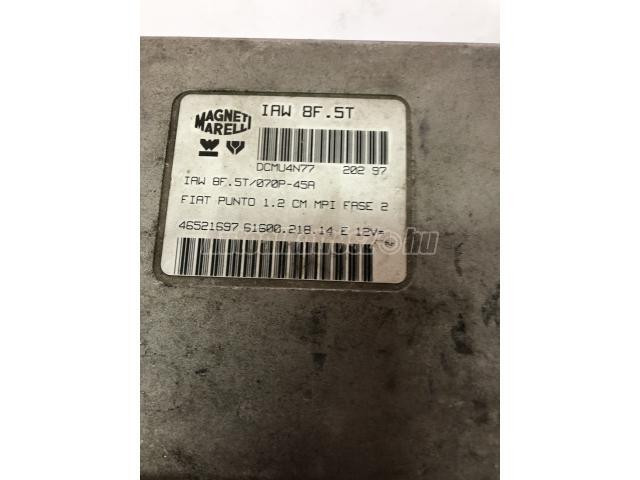 MAGNETI
MARELLI
IAW 8F.5T
DCMU4N77 202 97
IAW 8F.5T/070P-45A
FIAT PUNTO 1.2 CM MPI FASE 2
46521697 61600.218.14 E 12V=